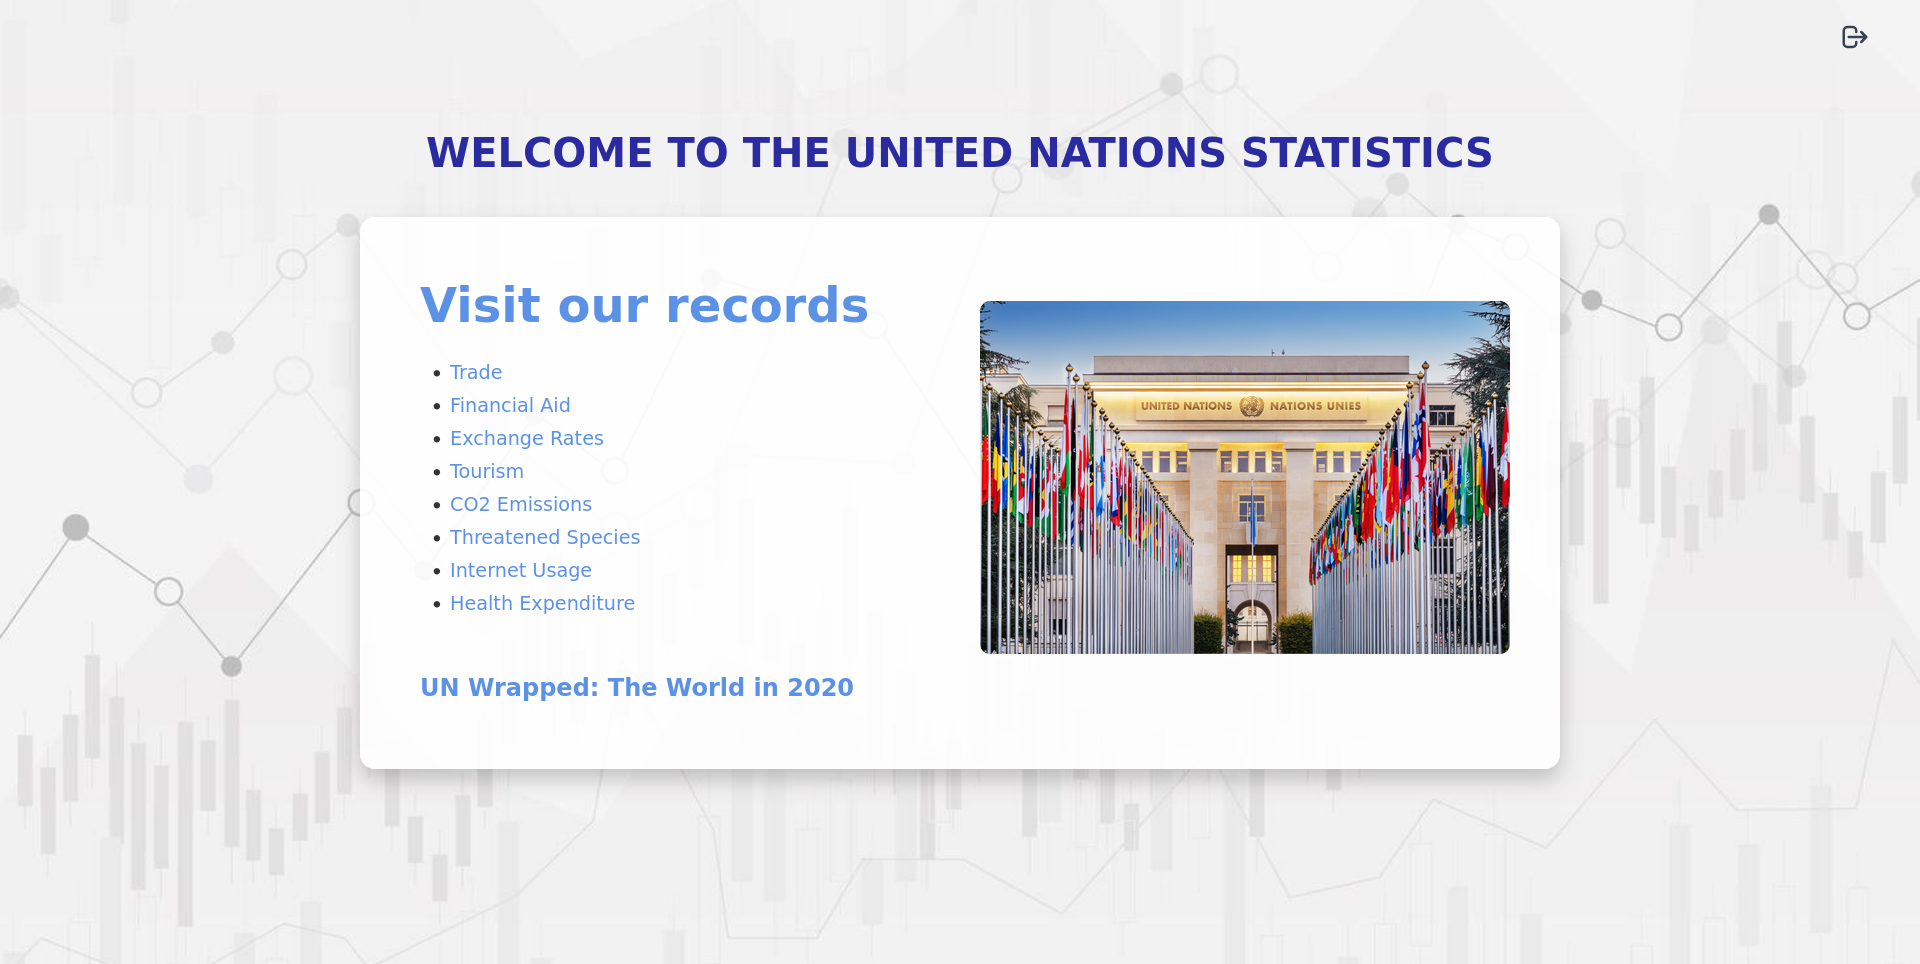 WELCOME TO THE UNITED NATIONS STATISTICS
Visit our records
Trade
Financial Aid
Exchange Rates
Tourism
CO2 Emissions
Threatened Species
Internet Usage
Health Expenditure
UN Wrapped: The World in 2020
UNITED NATIONS NATIONS UNIES